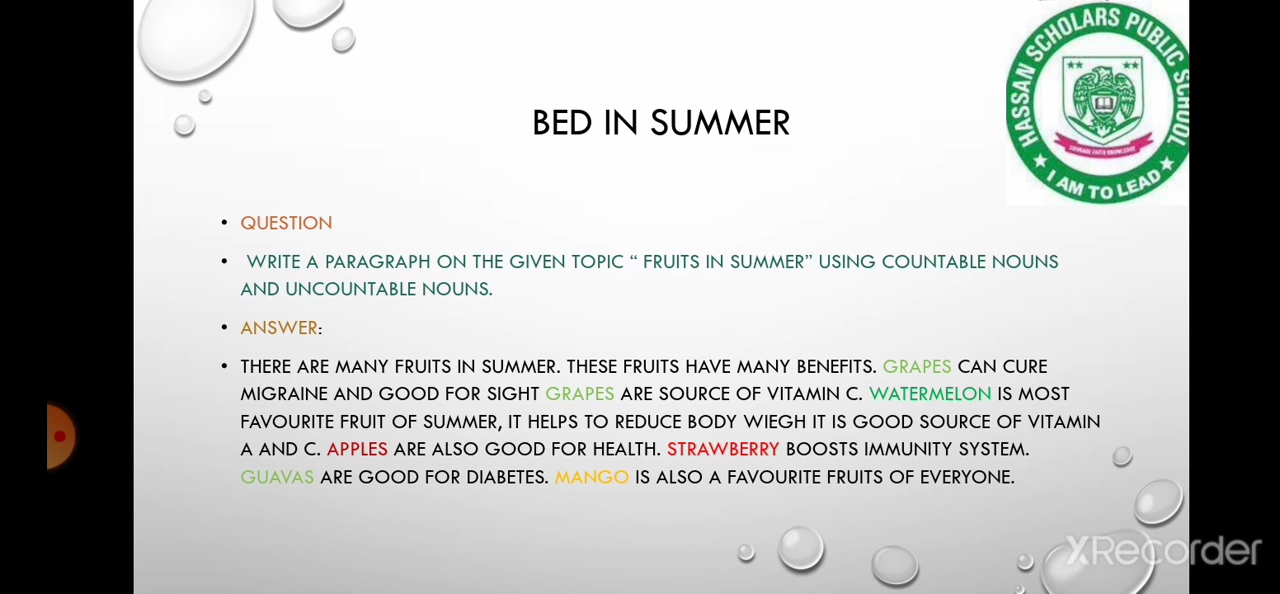 HASSAN SCHOLARS PUBLIC SCHOOL
I AM TO LEAD
BED IN SUMMER
• QUESTION
• WRITE A PARAGRAPH ON THE GIVEN TOPIC “ FRUITS IN SUMMER” USING COUNTABLE NOUNS
AND UNCOUNTABLE NOUNS.
• ANSWER:
• THERE ARE MANY FRUITS IN SUMMER. THESE FRUITS HAVE MANY BENEFITS. GRAPES CAN CURE
MIGRAINE AND GOOD FOR SIGHT GRAPES ARE SOURCE OF VITAMIN C. WATERMELON IS MOST
FAVOURITE FRUIT OF SUMMER, IT HELPS TO REDUCE BODY WIEGH IT IS GOOD SOURCE OF VITAMIN
A AND C. APPLES ARE ALSO GOOD FOR HEALTH. STRAWBERRY BOOSTS IMMUNITY SYSTEM.
GUAVAS ARE GOOD FOR DIABETES. MANGO IS ALSO A FAVOURITE FRUITS OF EVERYONE.
XRecorder